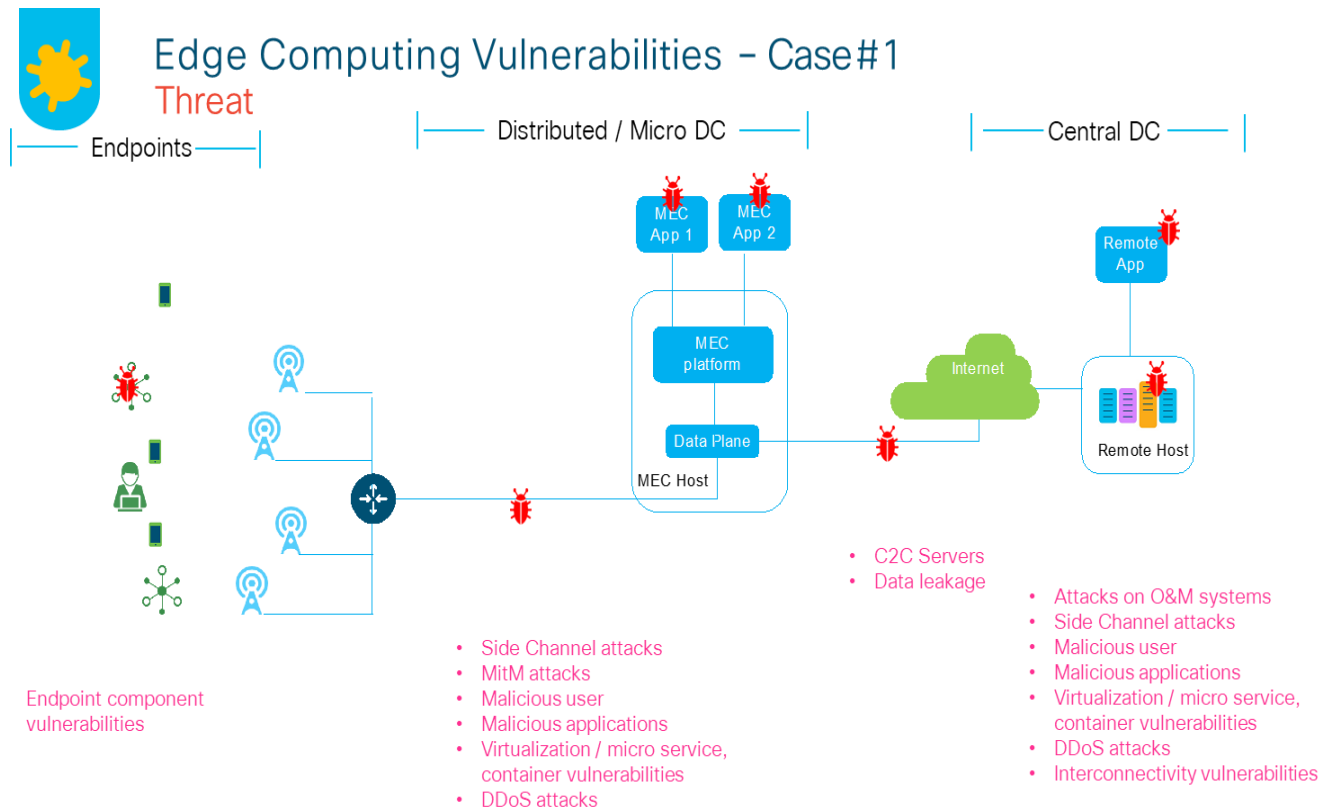 Edge Computing Vulnerabilities – Case#1
Threat
Endpoints
Distributed / Micro DC
Central DC
MEC
App 1
MEC
App 2
Remote
App
MEC
platform
Internet
Data Plane
MEC Host
Remote Host
• C2C Servers
• Data leakage
• Attacks on O&M systems
• Side Channel attacks
• Malicious user
• Malicious applications
• Virtualization / micro service,
container vulnerabilities
• DDoS attacks
• Interconnectivity vulnerabilities
• Side Channel attacks
• MitM attacks
• Malicious user
• Malicious applications
• Virtualization / micro service,
container vulnerabilities
• DDoS attacks
Endpoint component
vulnerabilities